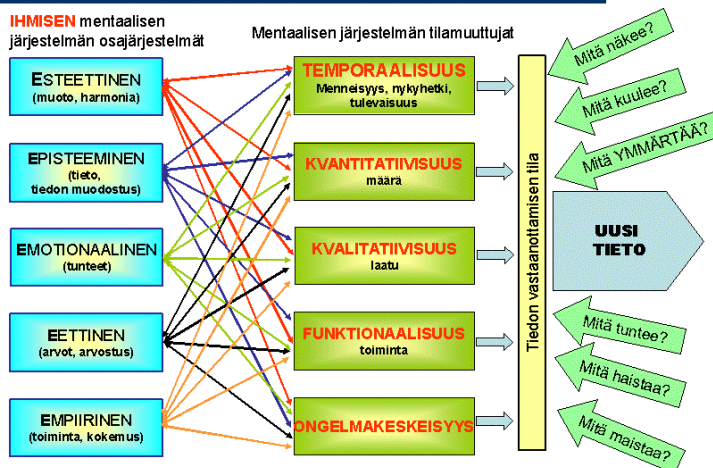 IHMISEN mentaalisen
järjestelmän osajärjestelmät
Mentaalisen järjestelmän tilamuuttujat
ESTEETTINEN
(muoto, harmonia)
EPISTEEMINEN
(tieto,
tiedon muodostus)
EMOTIONAALINEN
(tunteet)
EETTINEN
(arvot, arvostus)
EMPIIRINEN
(toiminta, kokemus)
TEMPORAALISUUS
Menneisyys, nykyhetki,
tulevaisuus
KVANTITATIIVISUUS
määrä
KVALITATIIVISUUS
laatu
FUNKTIONAALISUUS
toiminta
ONGELMAKESKEISYYS
Tiedon vastaanottamisen tila
Mitä näkee?
Mitä kuulee?
Mitä YMMÄRTÄÄ?
UUSI
TIETO
Mitä tuntee?
Mitä haistaa?
Mitä maistaa?